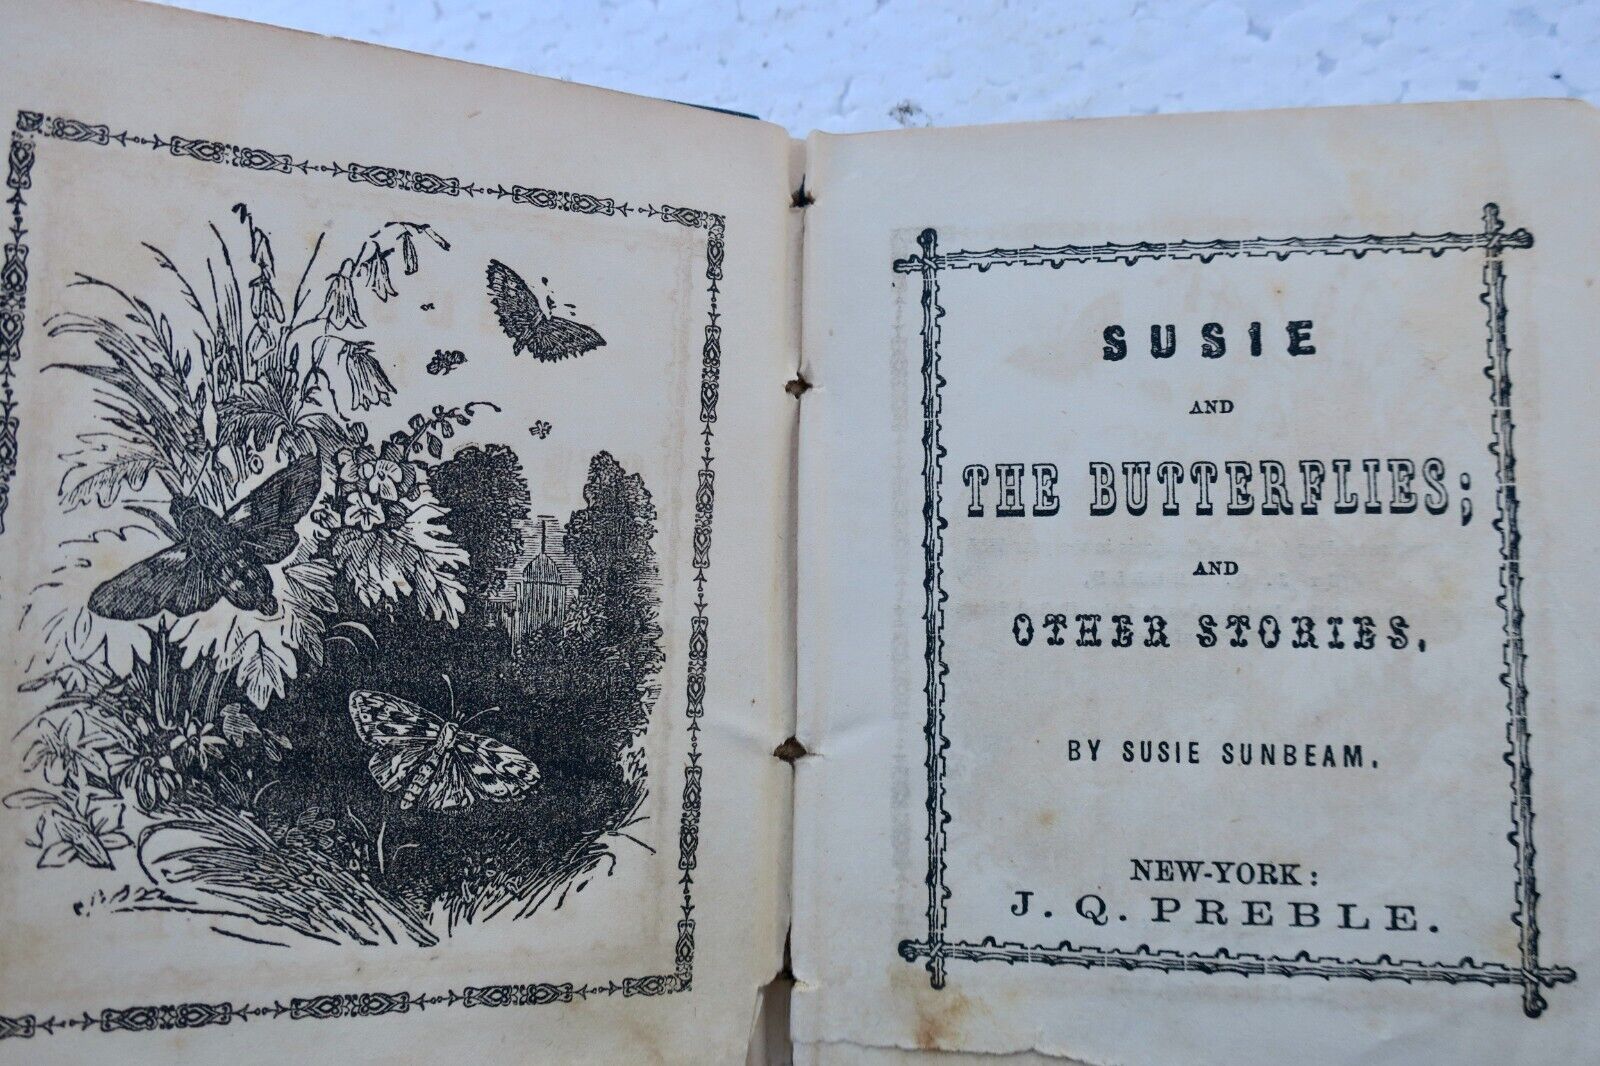 SUSIE
AND
THE BUTTERFLIES;
AND
OTHER STORIES.
BY SUSIE SUNBEAM.
NEW-YORK:
J. Q. PREBLE.